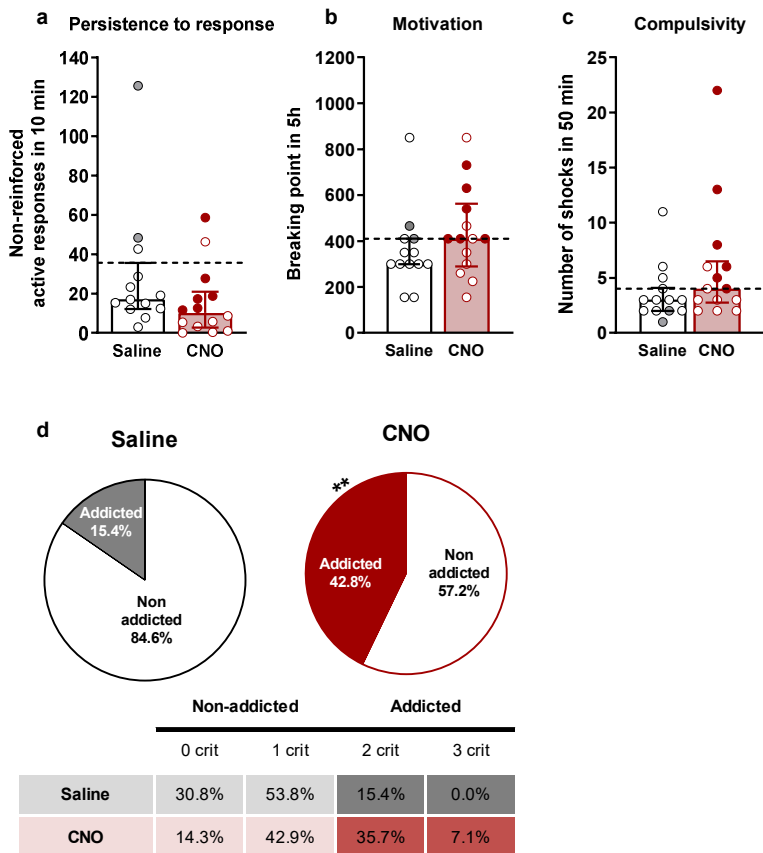 a Persistence to response
Non-reinforced
active responses in 10 min
140
120
100
80
60
40
20
0
Saline CNO
b Motivation
Breaking point in 5h
1200
1000
800
600
400
200
0
Saline CNO
c Compulsivity
Number of shocks in 50 min
25
20
15
10
5
0
Saline CNO
d Saline
Addicted
15.4%
Non
addicted
84.6%
CNO
**
Addicted
42.8%
Non
addicted
57.2%
Non-addicted Addicted
0 crit 1 crit 2 crit 3 crit
Saline 30.8% 53.8% 15.4% 0.0%
CNO 14.3% 42.9% 35.7% 7.1%